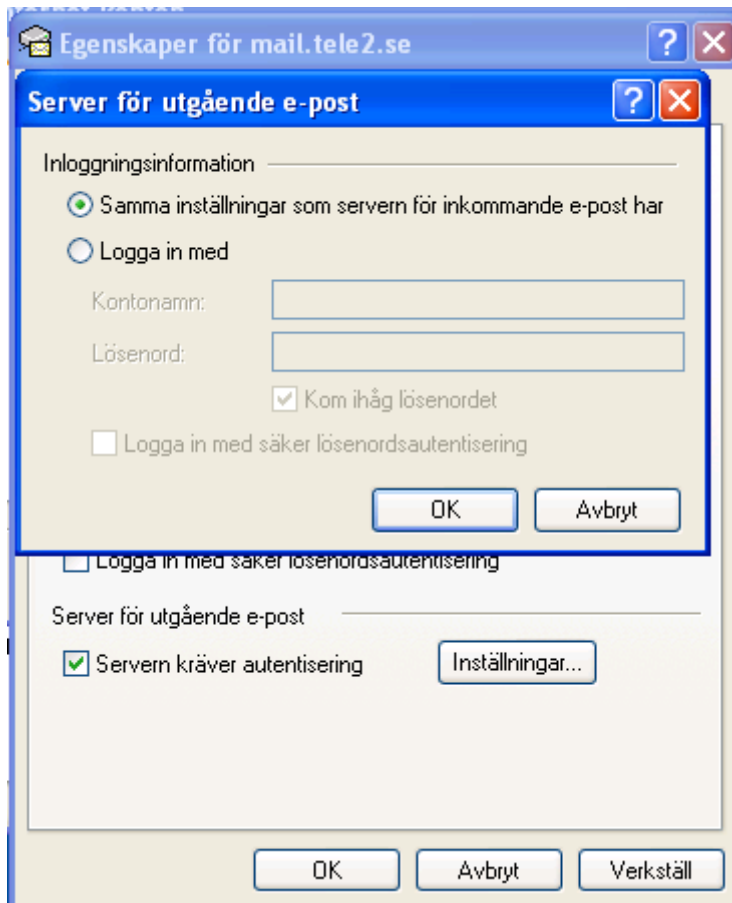 Egenskaper för mail.tele2.se
Server för utgående e-post
Inloggningsinformation
Samma inställningar som servern för inkommande e-post har
Logga in med
Kontonamn:
Lösenord:
Kom ihåg lösenordet
Logga in med säker lösenordsautentisering
OK Avbryt
Logga in med säker lösenordsautentisering
Server för utgående e-post
Servern kräver autentisering Inställningar...
OK Avbryt Verkställ